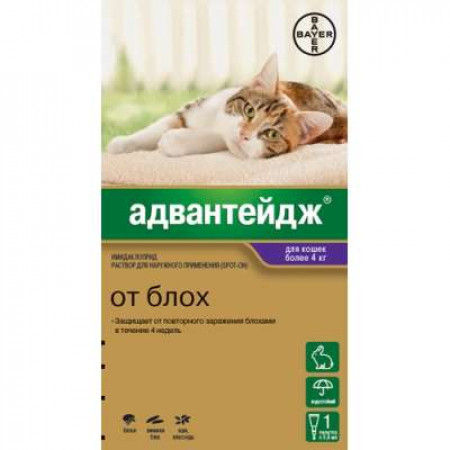 BAYER
адвантейдж®
для кошек
более 4 кг
ИМИДАКЛОПРИД
РАСТВОР ДЛЯ НАРУЖНОГО ПРИМЕНЕНИЯ (SPOT-ON)
от блох
-Защищает от повторного заражения блохами
в течение 4 недель.
1